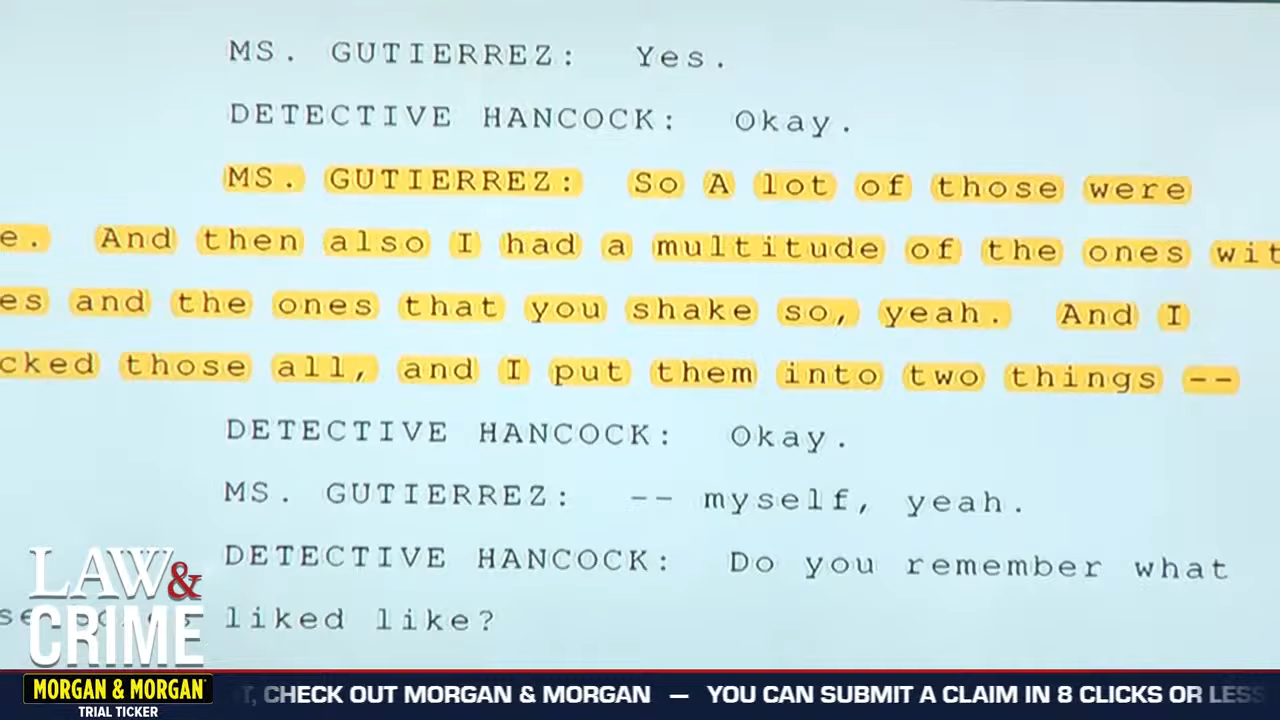 MS. GUTIERREZ: Yes.
DETECTIVE HANCOCK: Okay.
MS. GUTIERREZ: So A lot of those were
e. And then also I had a multitude of the ones wit
es and the ones that you shake so, yeah. And I
cked those all, and I put them into two things --
DETECTIVE HANCOCK: Okay.
MS. GUTIERREZ: -- myself, yeah.
DETECTIVE HANCOCK: Do you remember what
liked like?
LAW&
CRIME
MORGAN & MORGAN
TRIAL TICKER
T, CHECK OUT MORGAN & MORGAN — YOU CAN SUBMIT A CLAIM IN 8 CLICKS OR LESS